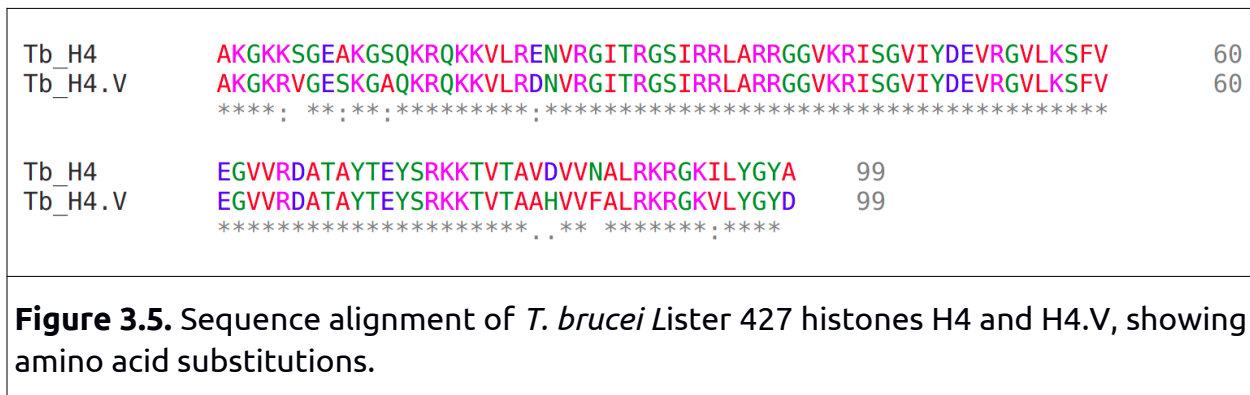 Tb_H4 AKGKKSGEAKGSQKRQKKVLRENVRGITRGSIRRLARRGGVKRISGVIYDEVRGVLKSFV 60
Tb_H4.V AKGKRVGESKGAQKRQKKVLRDNVRGITRGSIRRLARRGGVKRISGVIYDEVRGVLKSFV 60
****: **:**:*********:**************************************
Tb_H4 EGVVRDATAYTEYSRKKTVTAVDVVNALRKRGKILYGYA 99
Tb_H4.V EGVVRDATAYTEYSRKKTVTAAHVVFALRKRGKVLYGYD 99
*********************..** *******:****
Figure 3.5. Sequence alignment of T. brucei Lister 427 histones H4 and H4.V, showing
amino acid substitutions.